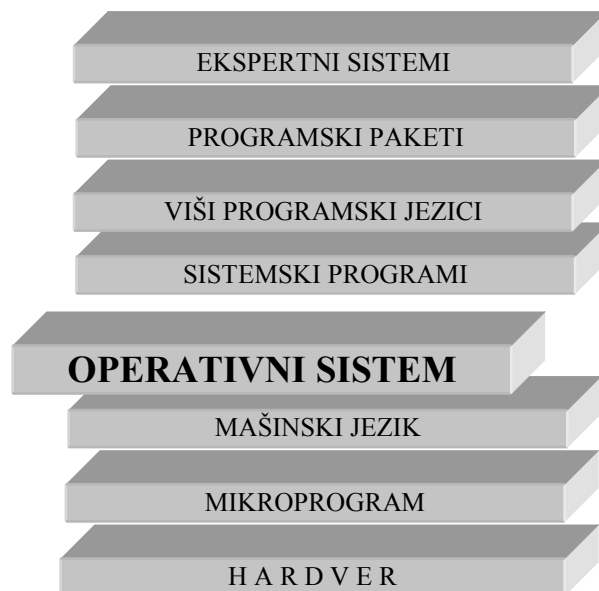 EKSPERTNI SISTEMI
PROGRAMSKI PAKETI
VIŠI PROGRAMSKI JEZICI
SISTEMSKI PROGRAMI
OPERATIVNI SISTEM
MAŠINSKI JEZIK
MIKROPROGRAM
H A R D V E R